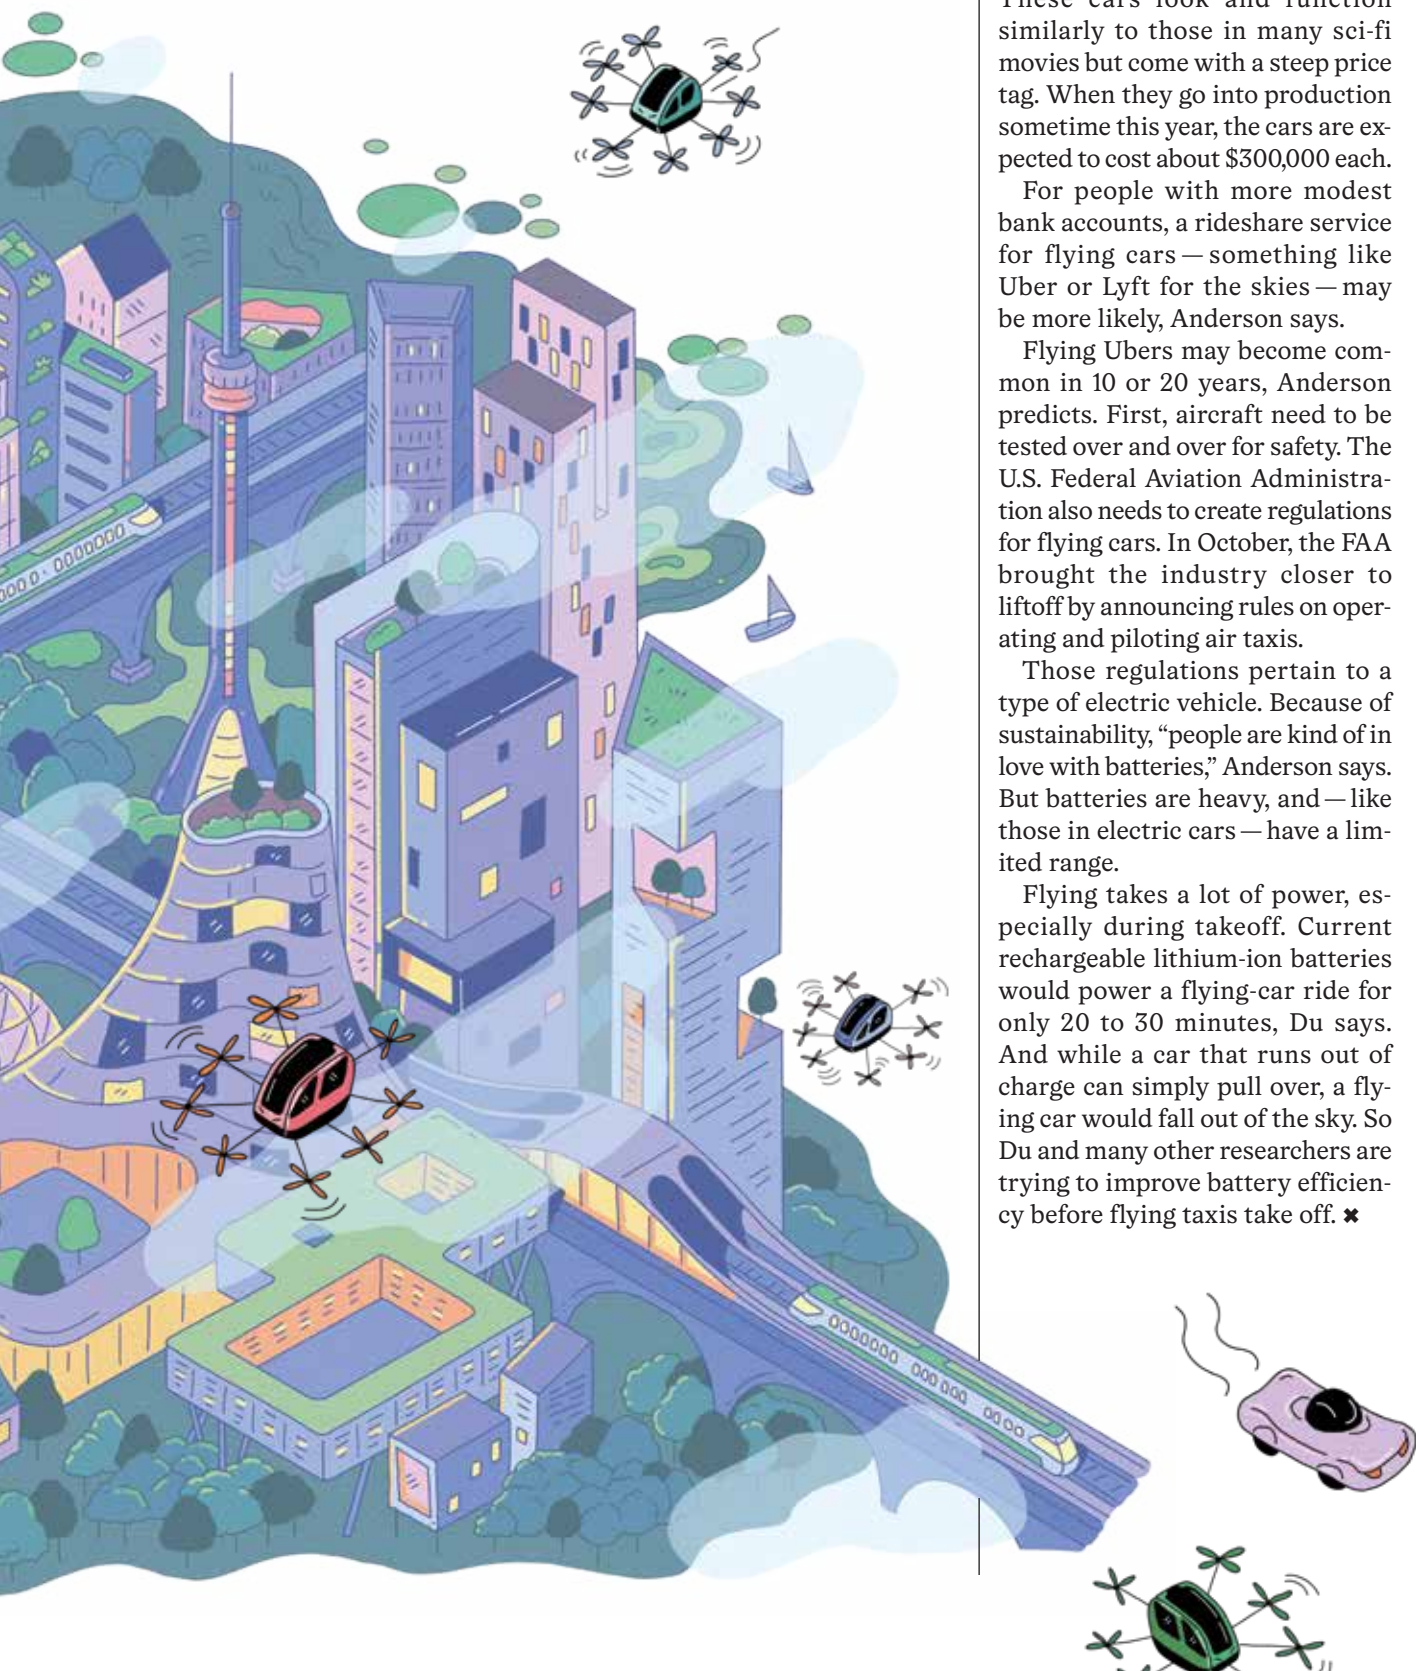 These cars look and function
similarly to those in many sci-fi
movies but come with a steep price
tag. When they go into production
sometime this year, the cars are ex-
pected to cost about $300,000 each.
For people with more modest
bank accounts, a rideshare service
for flying cars — something like
Uber or Lyft for the skies — may
be more likely, Anderson says.
Flying Ubers may become com-
mon in 10 or 20 years, Anderson
predicts. First, aircraft need to be
tested over and over for safety. The
U.S. Federal Aviation Administra-
tion also needs to create regulations
for flying cars. In October, the FAA
brought the industry closer to
liftoff by announcing rules on oper-
ating and piloting air taxis.
Those regulations pertain to a
type of electric vehicle. Because of
sustainability, “people are kind of in
love with batteries,” Anderson says.
But batteries are heavy, and — like
those in electric cars — have a lim-
ited range.
Flying takes a lot of power, es-
pecially during takeoff. Current
rechargeable lithium-ion batteries
would power a flying-car ride for
only 20 to 30 minutes, Du says.
And while a car that runs out of
charge can simply pull over, a fly-
ing car would fall out of the sky. So
Du and many other researchers are
trying to improve battery efficien-
cy before flying taxis take off. ✖